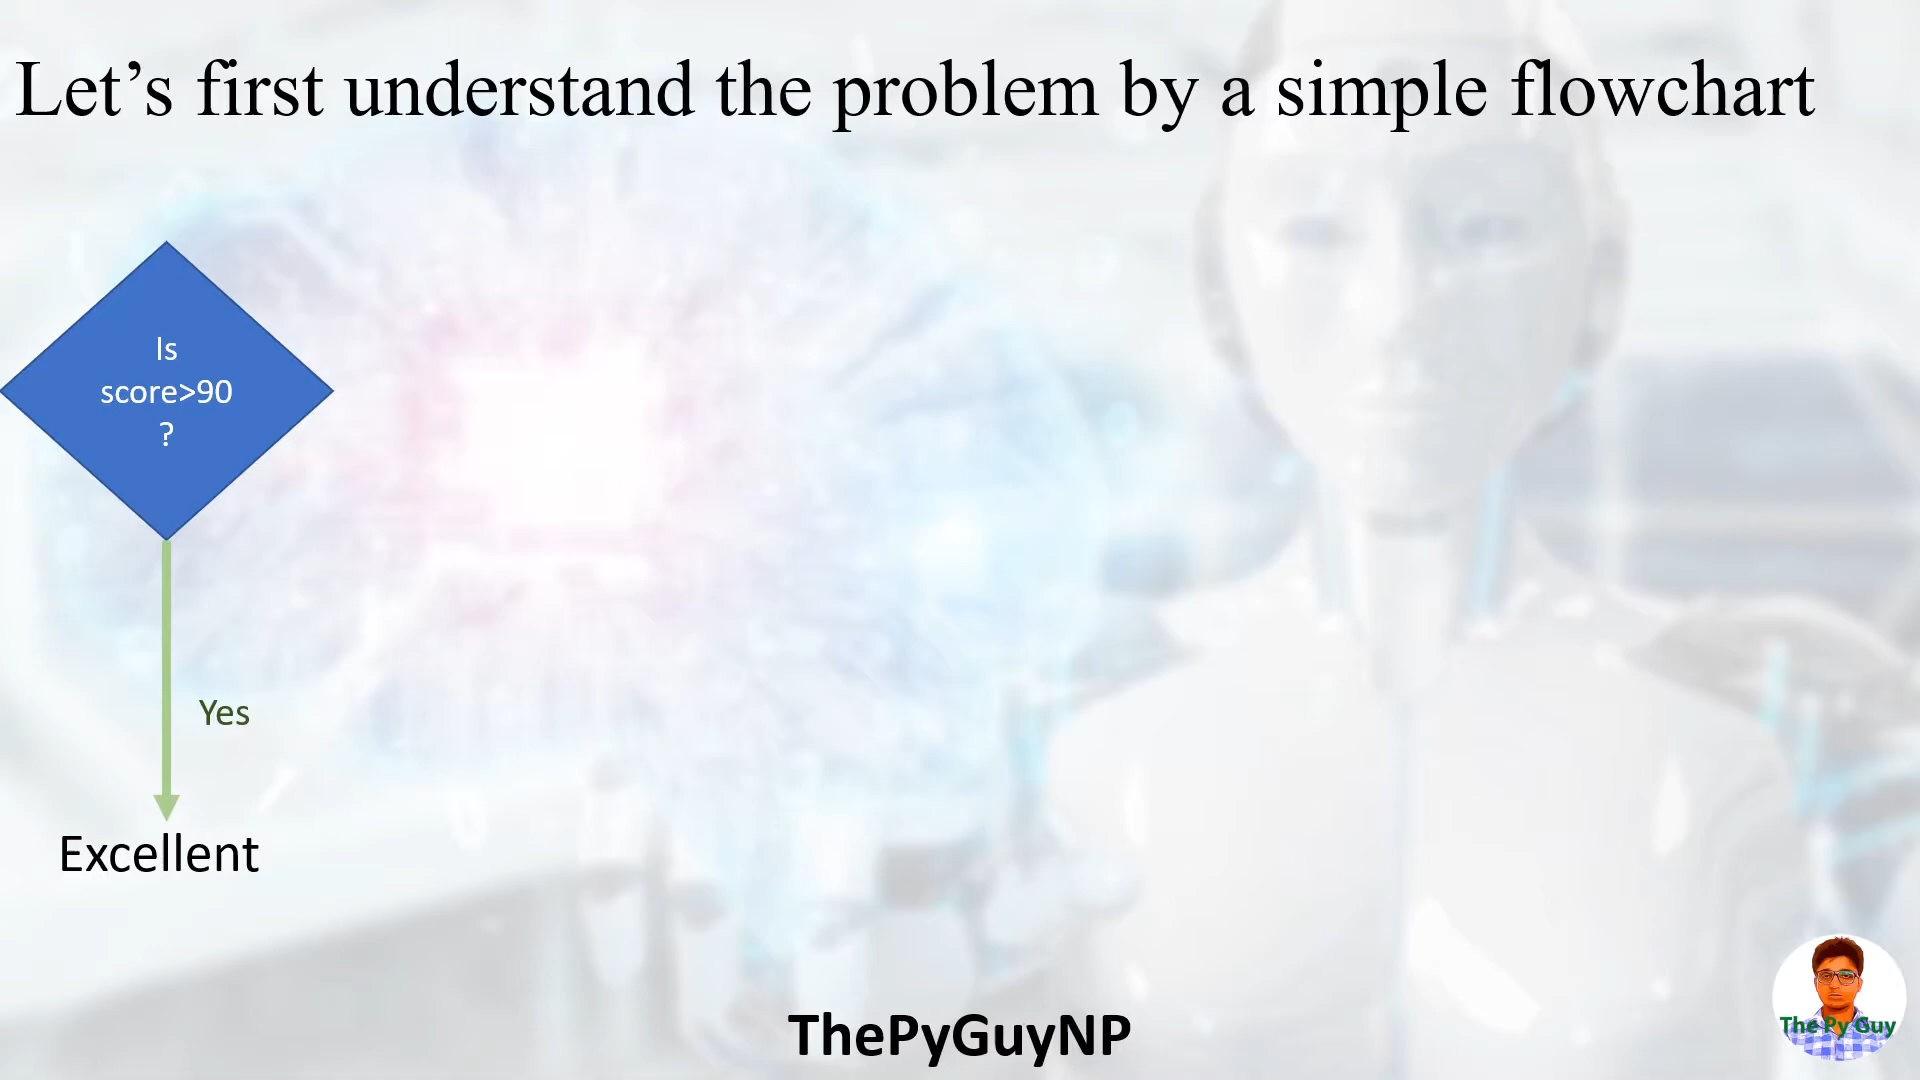 Let’s first understand the problem by a simple flowchart
Is
score>90
?
Yes
Excellent
ThePyGuyNP
The Py Guy